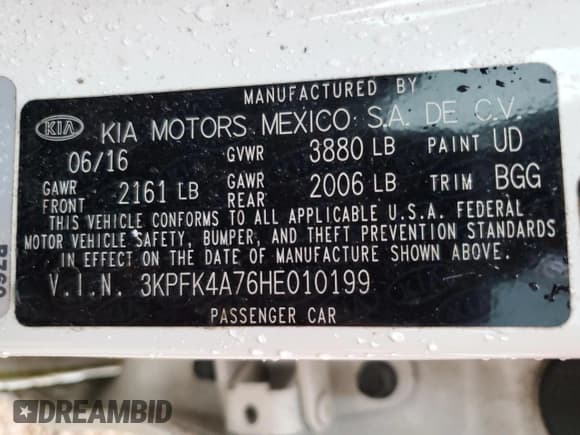 MANUFACTURED BY
KIA KIA MOTORS MEXICO S.A. DE C.V.
06/16 GVWR 3880 LB PAINT UD
GAWR FRONT 2161 LB GAWR REAR 2006 LB TRIM BGG
THIS VEHICLE CONFORMS TO ALL APPLICABLE U.S.A. FEDERAL
MOTOR VEHICLE SAFETY, BUMPER, AND THEFT PREVENTION STANDARDS
IN EFFECT ON THE DATE OF MANUFACTURE SHOWN ABOVE.
V.I.N. 3KPFK4A76HE010199
PASSENGER CAR
DREAMBID